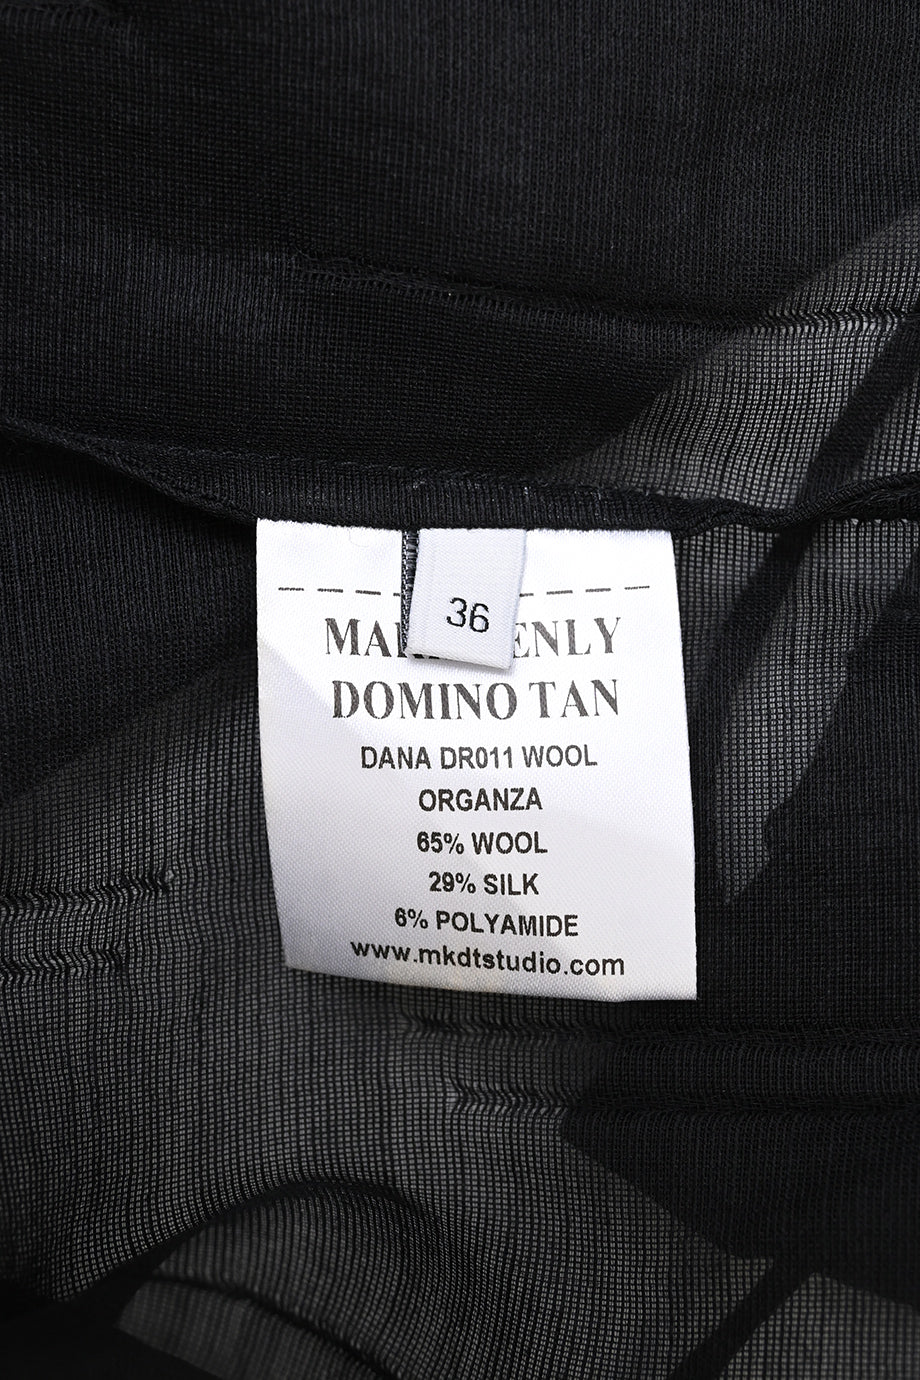 36
DOMINO TAN
DANA DR011 WOOL
ORGANZA
65% WOOL
29% SILK
6% POLYAMIDE
www.mkdtstudio.com